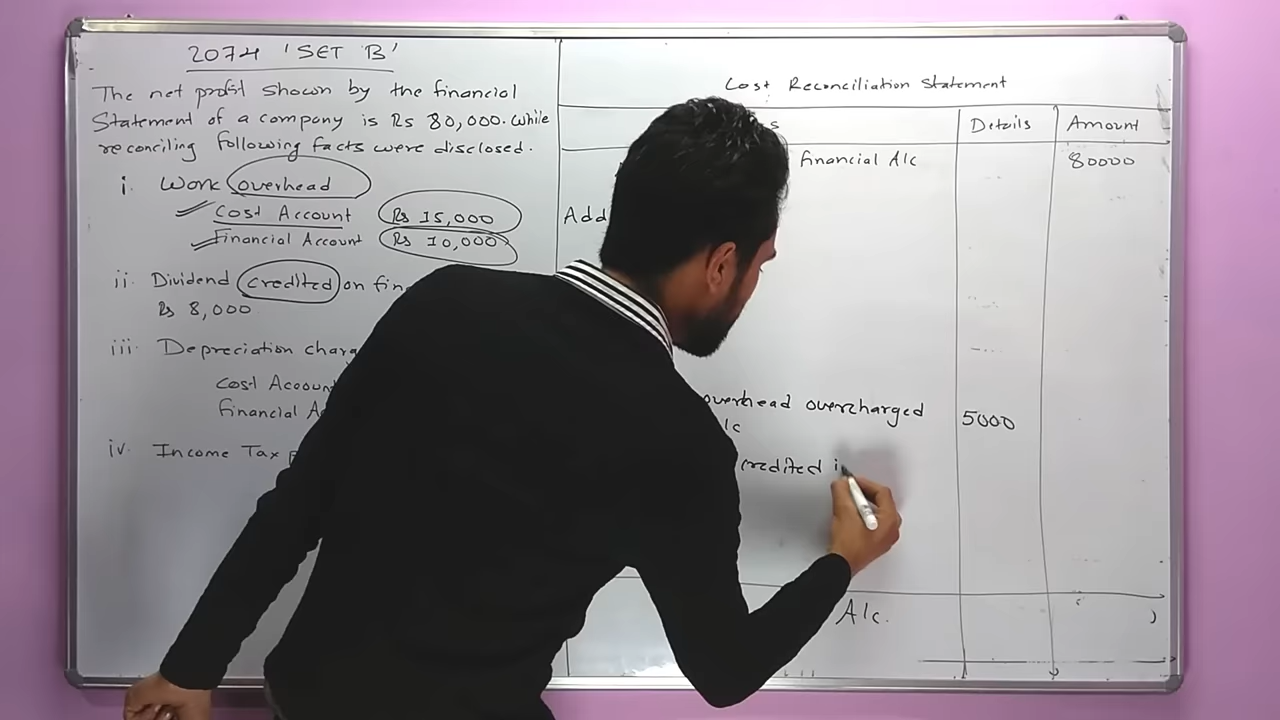 2074 'SET B'
The net profit shown by the financial
Statement of a company is Rs 80,000. While
reconciling following facts were disclosed.
i. Work overhead
Cost Account Rs 15,000
Financial Account Rs 10,000
ii. Dividend credited on fin
Rs 8,000
iii. Depreciation charg
Cost Accoun
Financial A
iv. Income Tax
Cost Reconciliation Statement
Details Amount
financial A/c 80000
Add
overhead overcharged 5000
credited i
A/c.